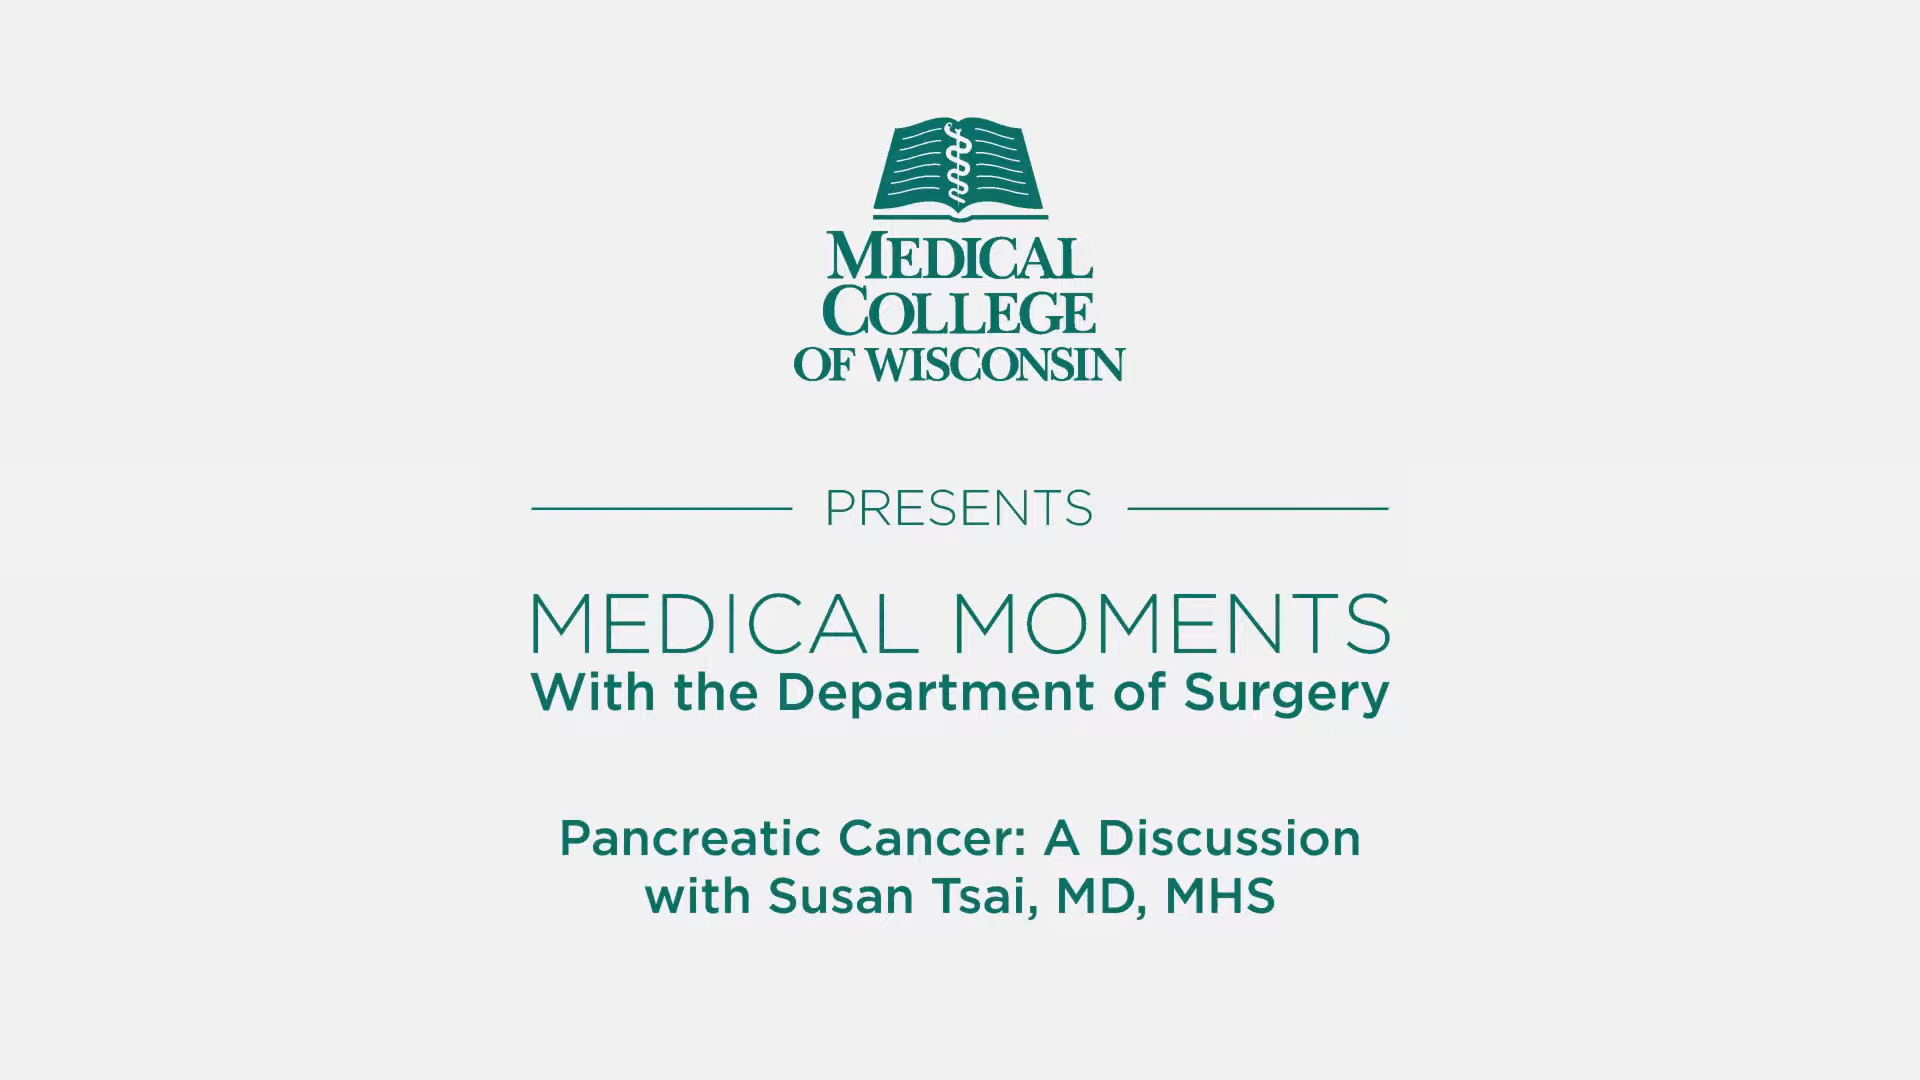 MEDICAL
COLLEGE
OF WISCONSIN
PRESENTS
MEDICAL MOMENTS
With the Department of Surgery
Pancreatic Cancer: A Discussion
with Susan Tsai, MD, MHS